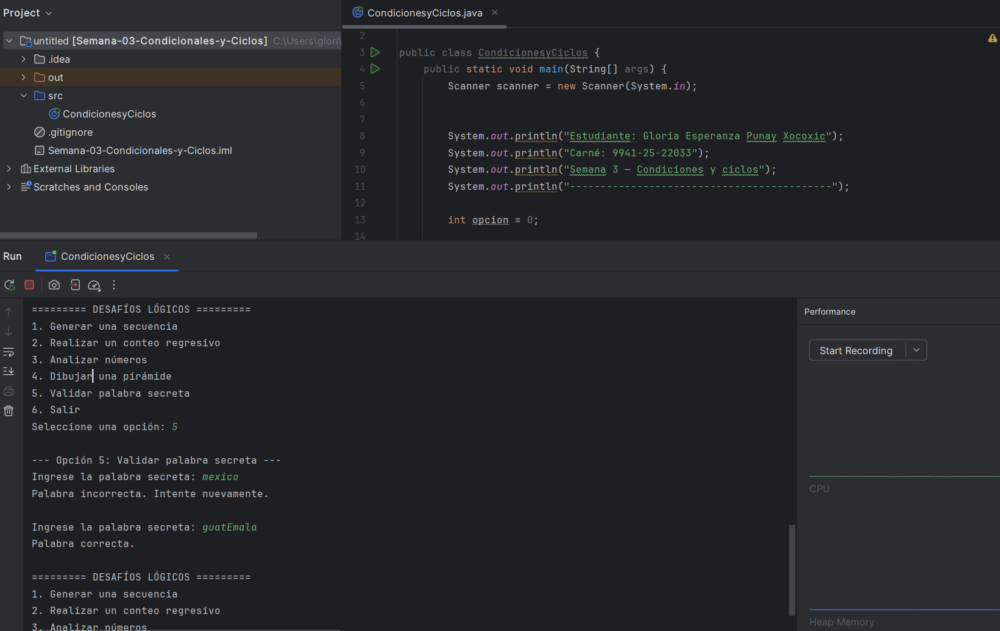 Project
untitled [Semana-03-Condicionales-y-Ciclos] C:\Users\glori\
.idea
out
src
CondicionesyCiclos
.gitignore
Semana-03-Condicionales-y-Ciclos.iml
External Libraries
Scratches and Consoles
CondicionesyCiclos.java
2
3 public class CondicionesyCiclos {
4 public static void main(String[] args) {
5 Scanner scanner = new Scanner(System.in);
6
7
8 System.out.println("Estudiante: Gloria Esperanza Punay Xocoxic");
9 System.out.println("Carné: 9941-25-22033");
10 System.out.println("Semana 3 – Condiciones y ciclos");
11 System.out.println("-------------------------------------------");
12
13 int opcion = 0;
14
Run CondicionesyCiclos
========= DESAFÍOS LÓGICOS =========
1. Generar una secuencia
2. Realizar un conteo regresivo
3. Analizar números
4. Dibujar una pirámide
5. Validar palabra secreta
6. Salir
Seleccione una opción: 5
--- Opción 5: Validar palabra secreta ---
Ingrese la palabra secreta: mexico
Palabra incorrecta. Intente nuevamente.
Ingrese la palabra secreta: guatEmala
Palabra correcta.
========= DESAFÍOS LÓGICOS =========
1. Generar una secuencia
2. Realizar un conteo regresivo
3. Analizar números
Performance
Start Recording
CPU
Heap Memory